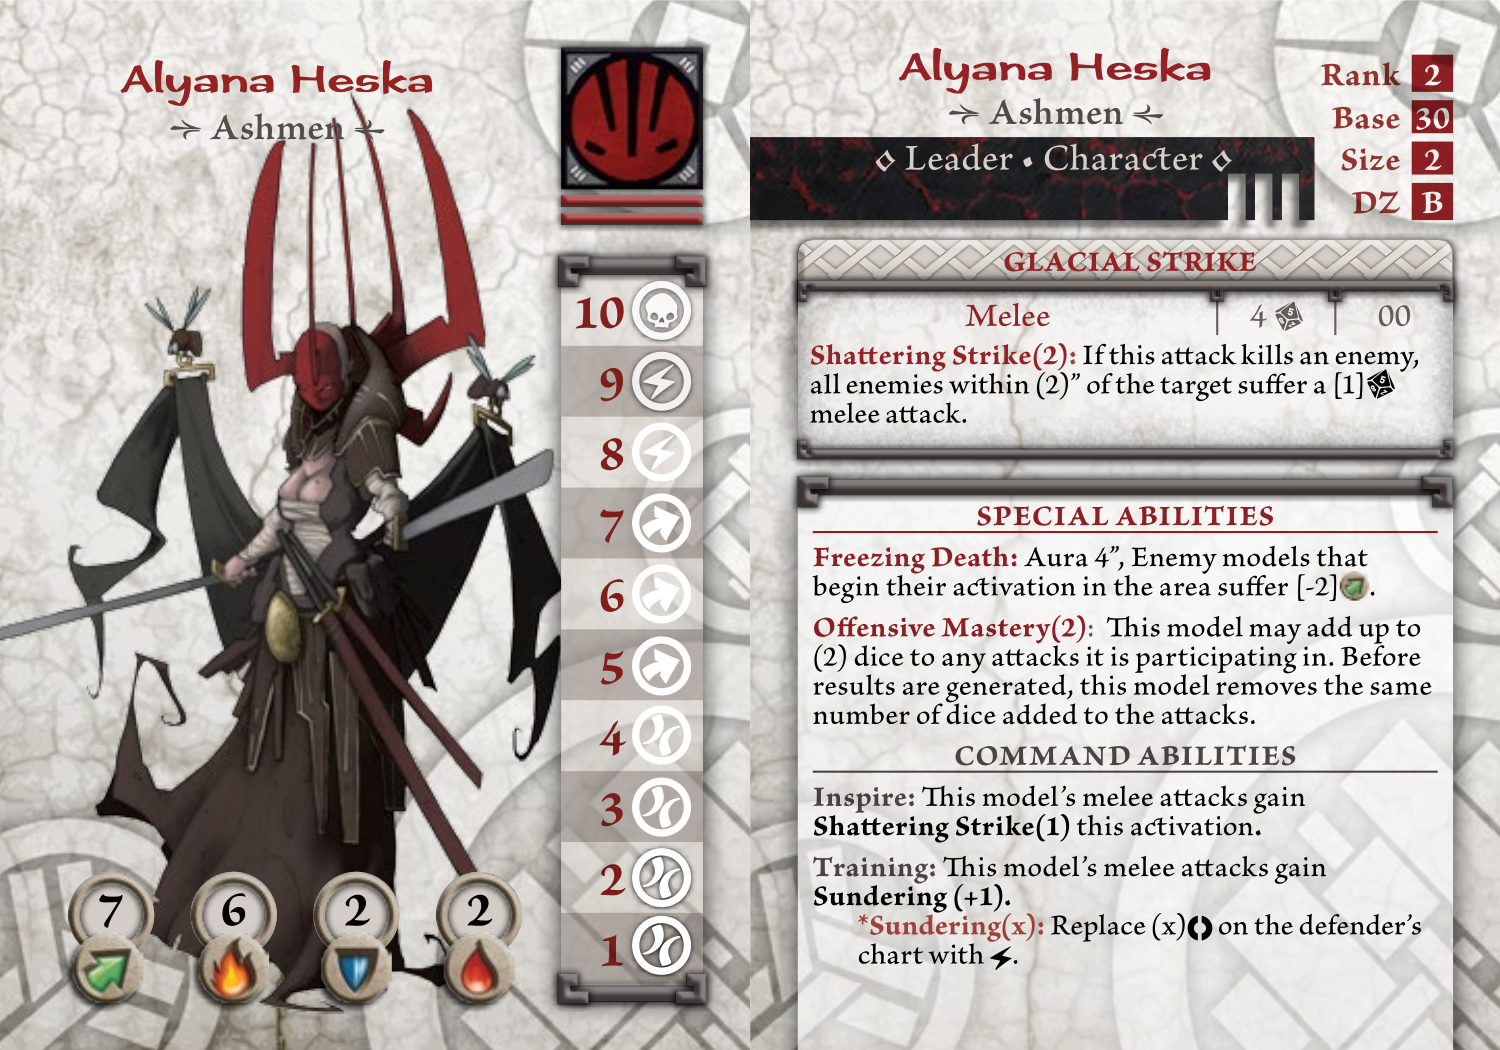 Alyana Heska
Ashmen
10
9
8
7
6
5
4
3
2
1
7 6 2 2
Alyana Heska
Ashmen
Leader • Character
Rank 2
Base 30
Size 2
DZ B
GLACIAL STRIKE
Melee 4 00
Shattering Strike(2): If this attack kills an enemy,
all enemies within (2)” of the target suffer a [1]
melee attack.
SPECIAL ABILITIES
Freezing Death: Aura 4”, Enemy models that
begin their activation in the area suffer [-2].
Offensive Mastery(2): This model may add up to
(2) dice to any attacks it is participating in. Before
results are generated, this model removes the same
number of dice added to the attacks.
COMMAND ABILITIES
Inspire: This model’s melee attacks gain
Shattering Strike(1) this activation.
Training: This model’s melee attacks gain
Sundering (+1).
*Sundering(x): Replace (x) on the defender’s
chart with .